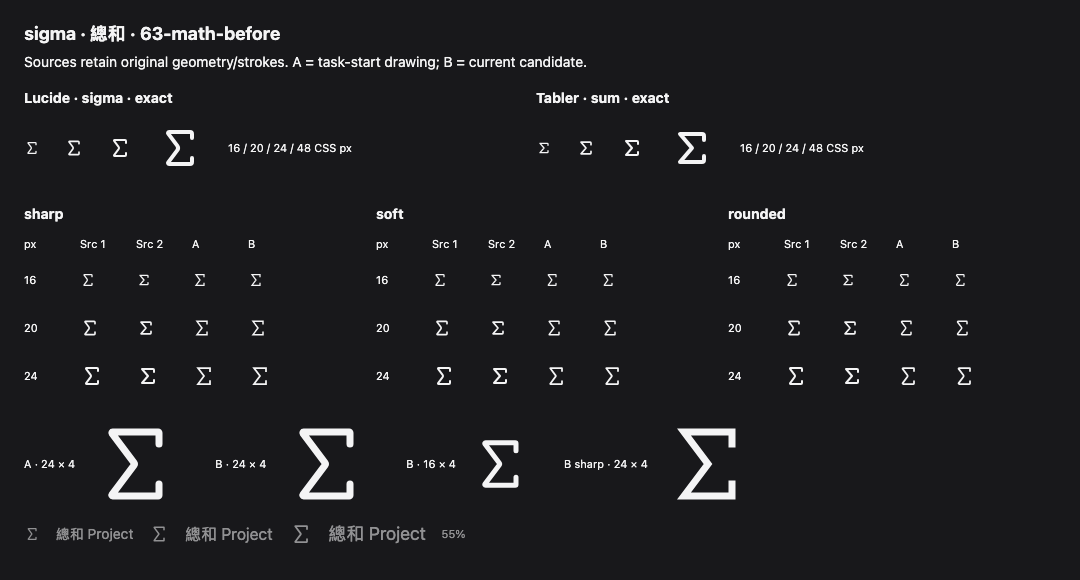 sigma · 總和 · 63-math-before
Sources retain original geometry/strokes. A = task-start drawing; B = current candidate.
Lucide · sigma · exact
Tabler · sum · exact
Σ Σ Σ Σ 16 / 20 / 24 / 48 CSS px
Σ Σ Σ Σ 16 / 20 / 24 / 48 CSS px
sharp
px Src 1 Src 2 A B
16 Σ Σ Σ Σ
20 Σ Σ Σ Σ
24 Σ Σ Σ Σ
soft
px Src 1 Src 2 A B
16 Σ Σ Σ Σ
20 Σ Σ Σ Σ
24 Σ Σ Σ Σ
rounded
px Src 1 Src 2 A B
16 Σ Σ Σ Σ
20 Σ Σ Σ Σ
24 Σ Σ Σ Σ
A · 24 × 4 Σ B · 24 × 4 Σ B · 16 × 4 Σ B sharp · 24 × 4 Σ
Σ 總和 Project Σ 總和 Project Σ 總和 Project 55%